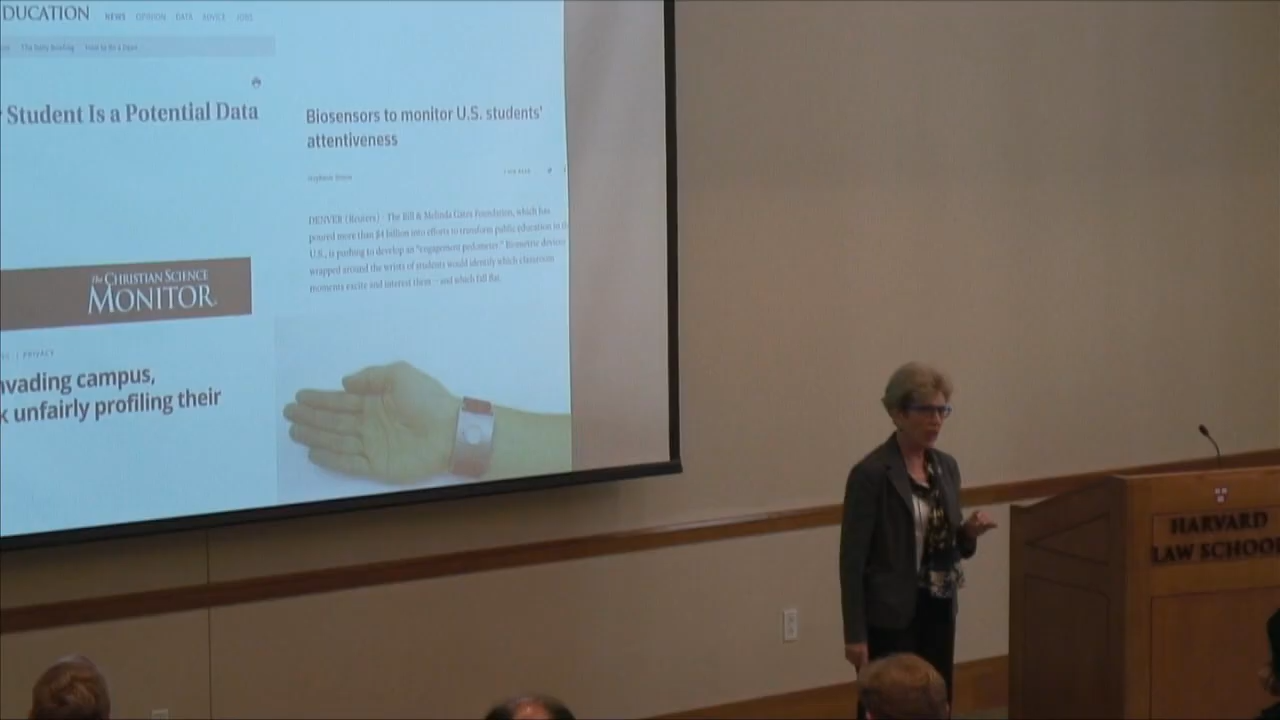 DUCATION
NEWS OPINION DATA ADVICE JOBS
Student Is a Potential Data
The CHRISTIAN SCIENCE
MONITOR
| PRIVACY
nvading campus,
k unfairly profiling their
Biosensors to monitor U.S. students'
attentiveness
DENVER (Reuters) - The Bill & Melinda Gates Foundation, which has
poured more than $4 billion into efforts to transform public education in the
U.S., is pushing to develop an "engagement pedometer." Biometric devices
wrapped around the wrists of students would identify which classroom
moments excite and interest them -- and which fall flat.
HARVARD
LAW SCHOOL